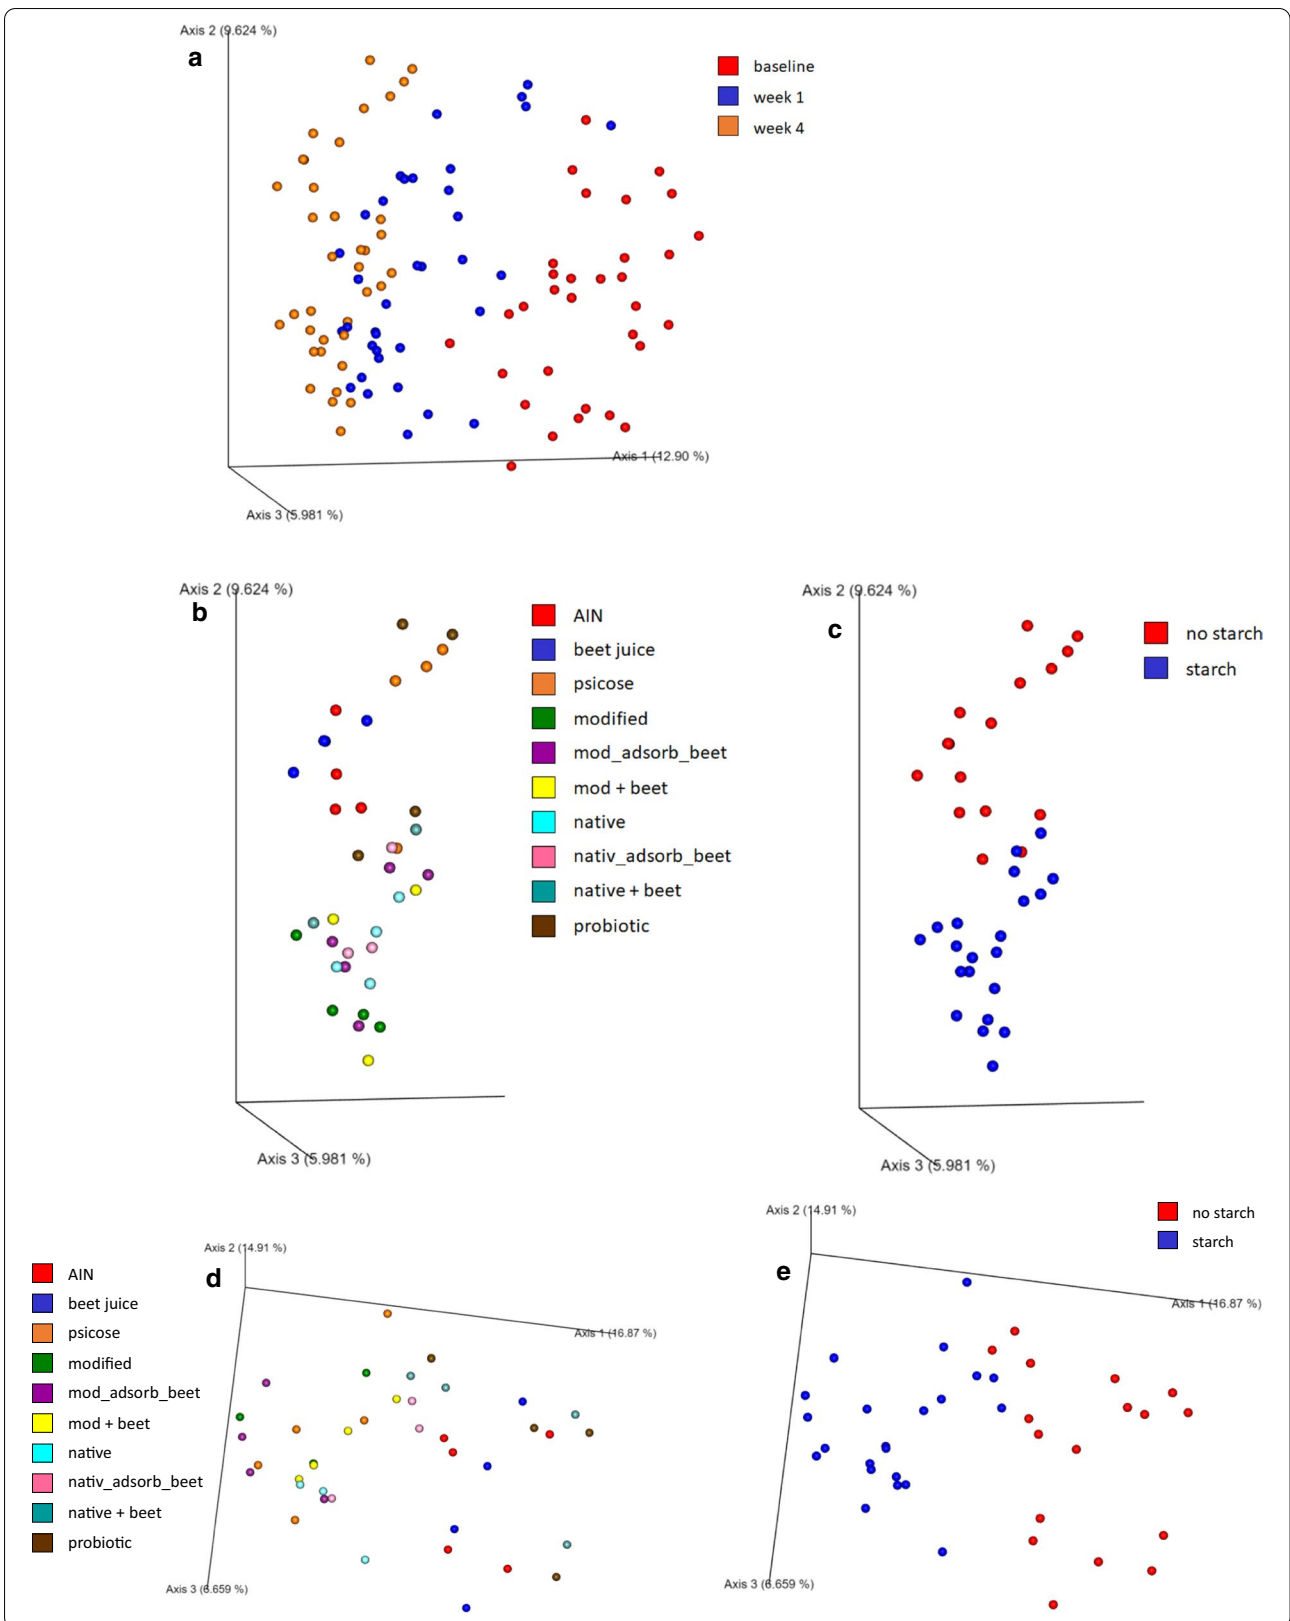 Axis 2 (9.624 %)
a
baseline
week 1
week 4
Axis 1 (12.90 %)
Axis 3 (5.981 %)
Axis 2 (9.624 %)
b
AIN
beet juice
psicose
modified
mod_adsorb_beet
mod + beet
native
nativ_adsorb_beet
native + beet
probiotic
Axis 3 (5.981 %)
Axis 2 (9.624 %)
c
no starch
starch
Axis 3 (5.981 %)
Axis 2 (14.91 %)
d
AIN
beet juice
psicose
modified
mod_adsorb_beet
mod + beet
native
nativ_adsorb_beet
native + beet
probiotic
Axis 1 (16.87 %)
Axis 3 (6.659 %)
Axis 2 (14.91 %)
e
no starch
starch
Axis 1 (16.87 %)
Axis 3 (6.659 %)